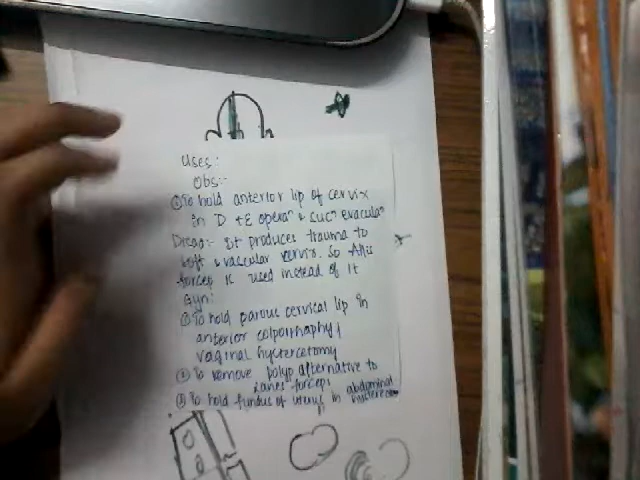 Uses:
Obs:-
① To hold anterior lip of cervix
in D +E operaⁿ & sucⁿ evacuaⁿ
Disad:- It produces trauma to
soft & vascular cervix. So Allis
forcep is used instead of it
Gyn:
① To hold parous cervical lip in
anterior colporrhaphy,
vaginal hysterectomy
② To remove polyp alternative to
Lanes forceps
③ To hold fundus of uterus in abdominal